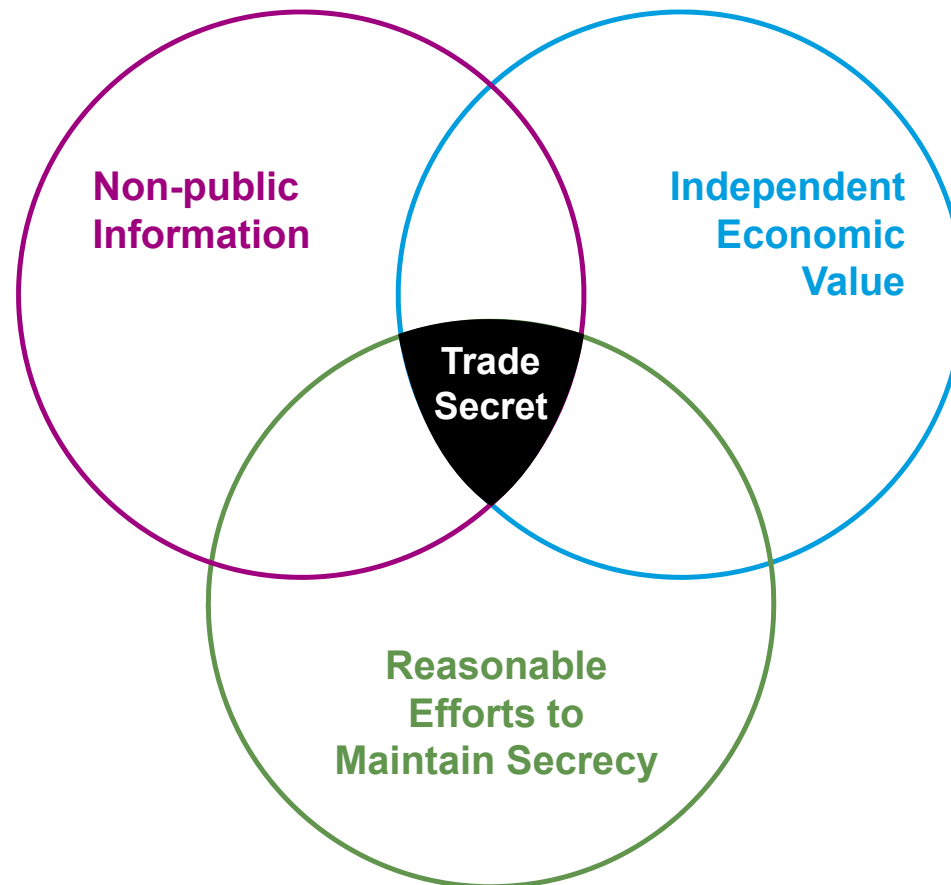 Non-public
Information
Independent
Economic
Value
Trade
Secret
Reasonable
Efforts to
Maintain Secrecy